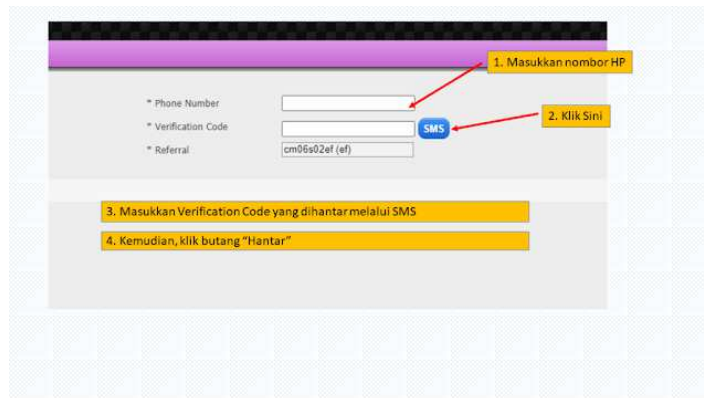 1. Masukkan nombor HP
* Phone Number
2. Klik Sini
* Verification Code
SMS
* Referral
cm06s02ef (ef)
3. Masukkan Verification Code yang dihantar melalui SMS
4. Kemudian, klik butang “Hantar”